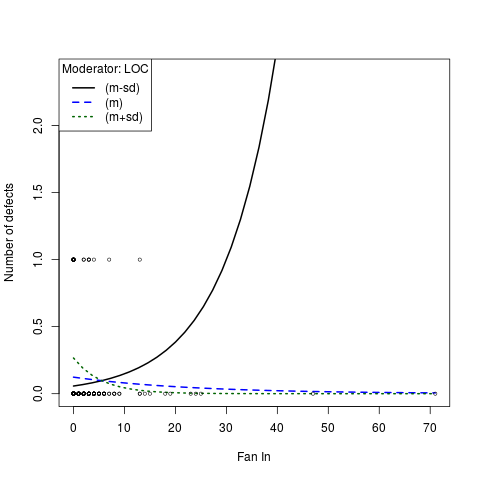 Moderator: LOC
(m-sd)
(m)
(m+sd)
Number of defects
2.0
1.5
1.0
0.5
0.0
0 10 20 30 40 50 60 70
Fan In